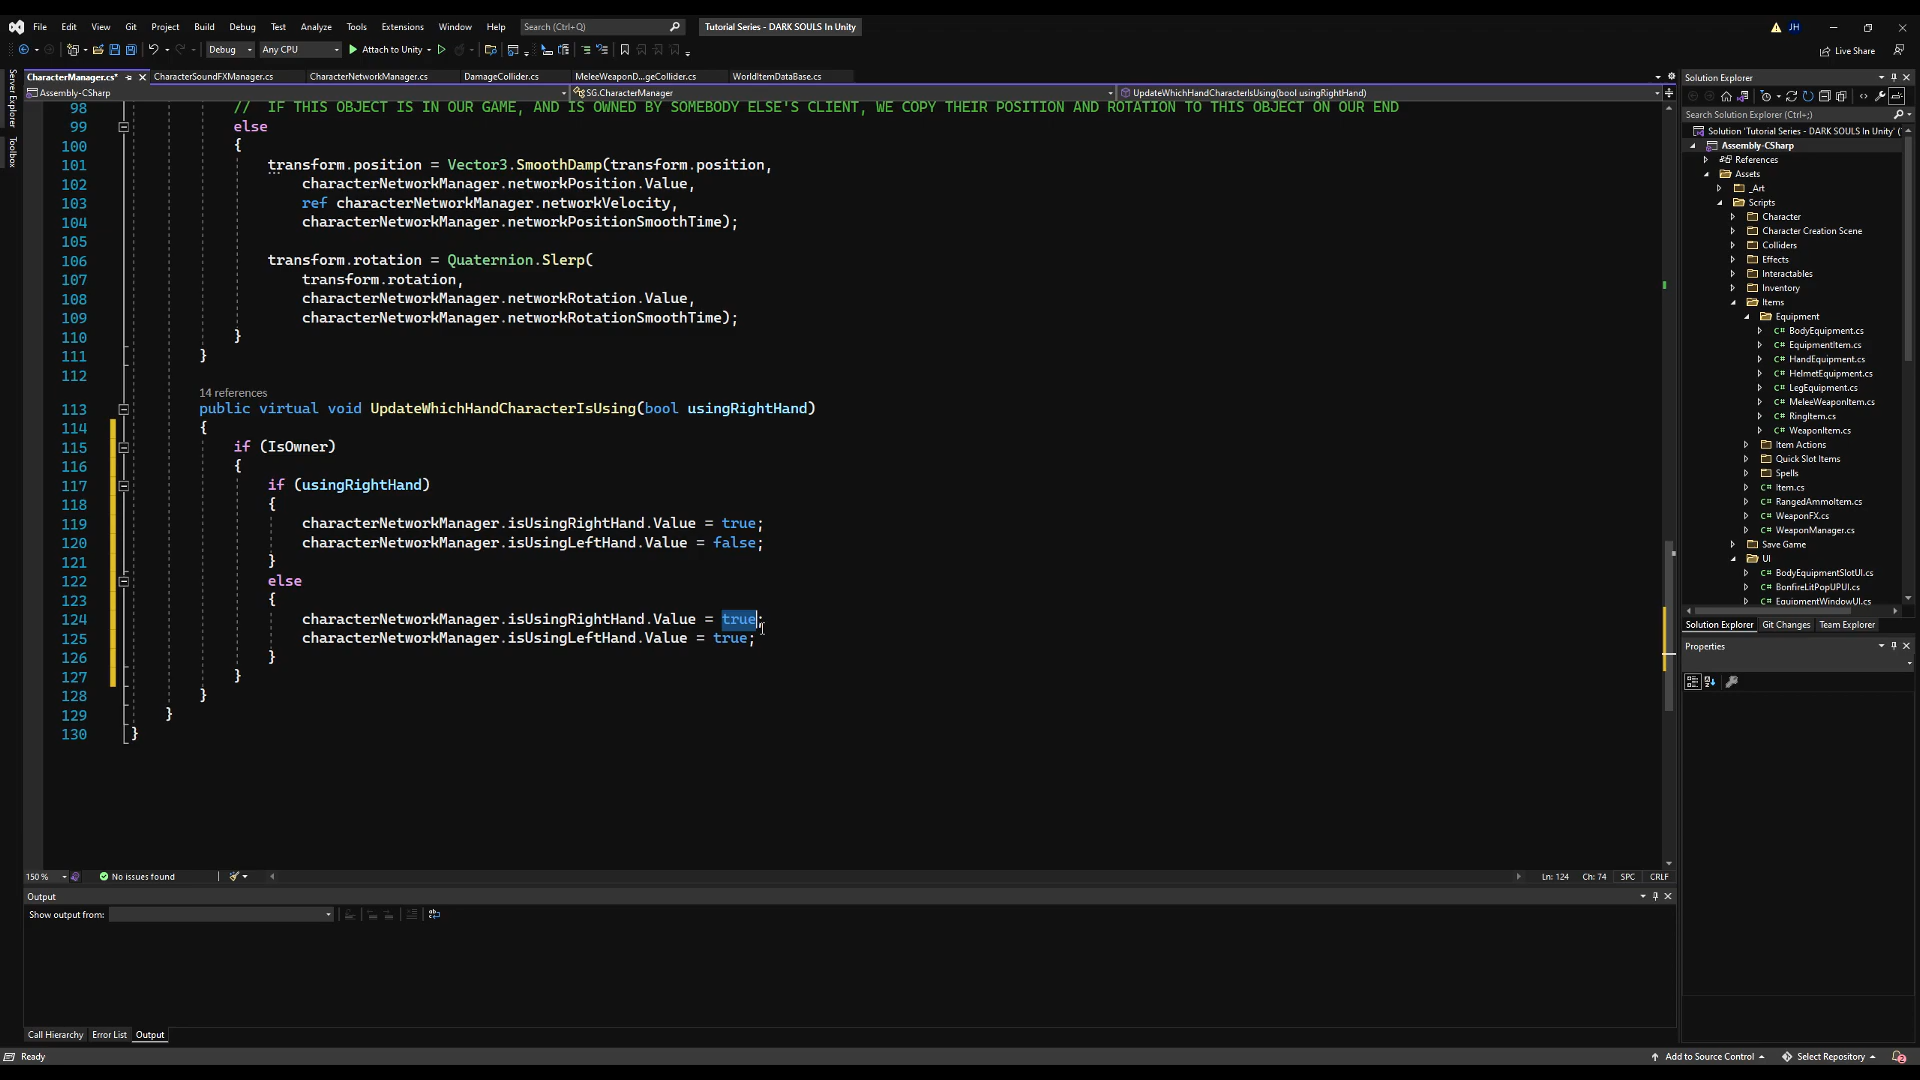 File Edit View Git Project Build Debug Test Analyze Tools Extensions Window Help Search (Ctrl+Q) Tutorial Series - DARK SOULS In Unity JH
Debug Any CPU Attach to Unity Live Share
Server Explorer
Toolbox
CharacterManager.cs* CharacterSoundFXManager.cs CharacterNetworkManager.cs DamageCollider.cs MeleeWeaponD...geCollider.cs WorldItemDataBase.cs
Assembly-CSharp SG.CharacterManager UpdateWhichHandCharacterIsUsing(bool usingRightHand)
98 // IF THIS OBJECT IS IN OUR GAME, AND IS OWNED BY SOMEBODY ELSE'S CLIENT, WE COPY THEIR POSITION AND ROTATION TO THIS OBJECT ON OUR END
99 else
100 {
101 transform.position = Vector3.SmoothDamp(transform.position,
102 characterNetworkManager.networkPosition.Value,
103 ref characterNetworkManager.networkVelocity,
104 characterNetworkManager.networkPositionSmoothTime);
105
106 transform.rotation = Quaternion.Slerp(
107 transform.rotation,
108 characterNetworkManager.networkRotation.Value,
109 characterNetworkManager.networkRotationSmoothTime);
110 }
111 }
112
14 references
113 public virtual void UpdateWhichHandCharacterIsUsing(bool usingRightHand)
114 {
115 if (IsOwner)
116 {
117 if (usingRightHand)
118 {
119 characterNetworkManager.isUsingRightHand.Value = true;
120 characterNetworkManager.isUsingLeftHand.Value = false;
121 }
122 else
123 {
124 characterNetworkManager.isUsingRightHand.Value = true;
125 characterNetworkManager.isUsingLeftHand.Value = true;
126 }
127 }
128 }
129 }
130 }
150 % No issues found Ln: 124 Ch: 74 SPC CRLF
Output
Show output from:
Call Hierarchy Error List Output
Ready Add to Source Control Select Repository 2
Solution Explorer
Search Solution Explorer (Ctrl+;)
Solution 'Tutorial Series - DARK SOULS In Unity' (
Assembly-CSharp
References
Assets
_Art
Scripts
Character
Character Creation Scene
Colliders
Effects
Interactables
Inventory
Items
Equipment
C# BodyEquipment.cs
C# EquipmentItem.cs
C# HandEquipment.cs
C# HelmetEquipment.cs
C# LegEquipment.cs
C# MeleeWeaponItem.cs
C# RingItem.cs
C# WeaponItem.cs
Item Actions
Quick Slot Items
Spells
C# Item.cs
C# RangedAmmoItem.cs
C# WeaponFX.cs
C# WeaponManager.cs
Save Game
UI
C# BodyEquipmentSlotUI.cs
C# BonfireLitPopUPUI.cs
C# EquipmentWindowUI.cs
Solution Explorer Git Changes Team Explorer
Properties